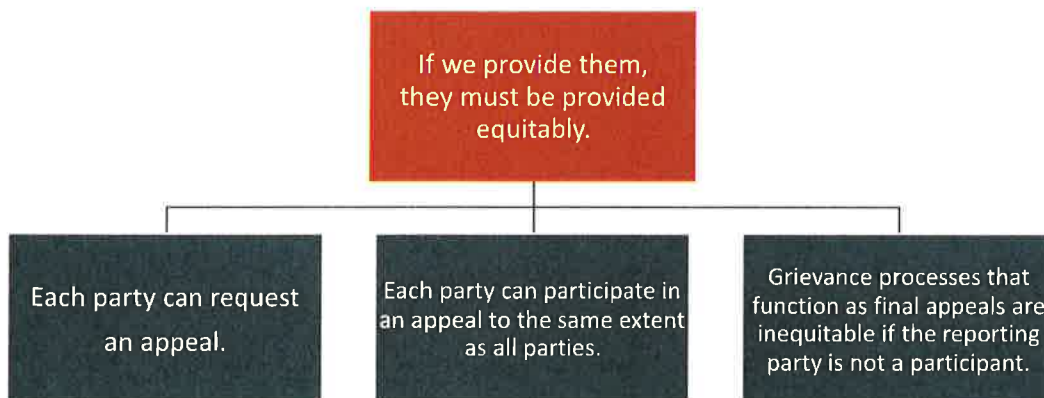 If we provide them,
they must be provided
equitably.
Each party can request
an appeal.
Each party can participate in
an appeal to the same extent
as all parties.
Grievance processes that
function as final appeals are
inequitable if the reporting
party is not a participant.